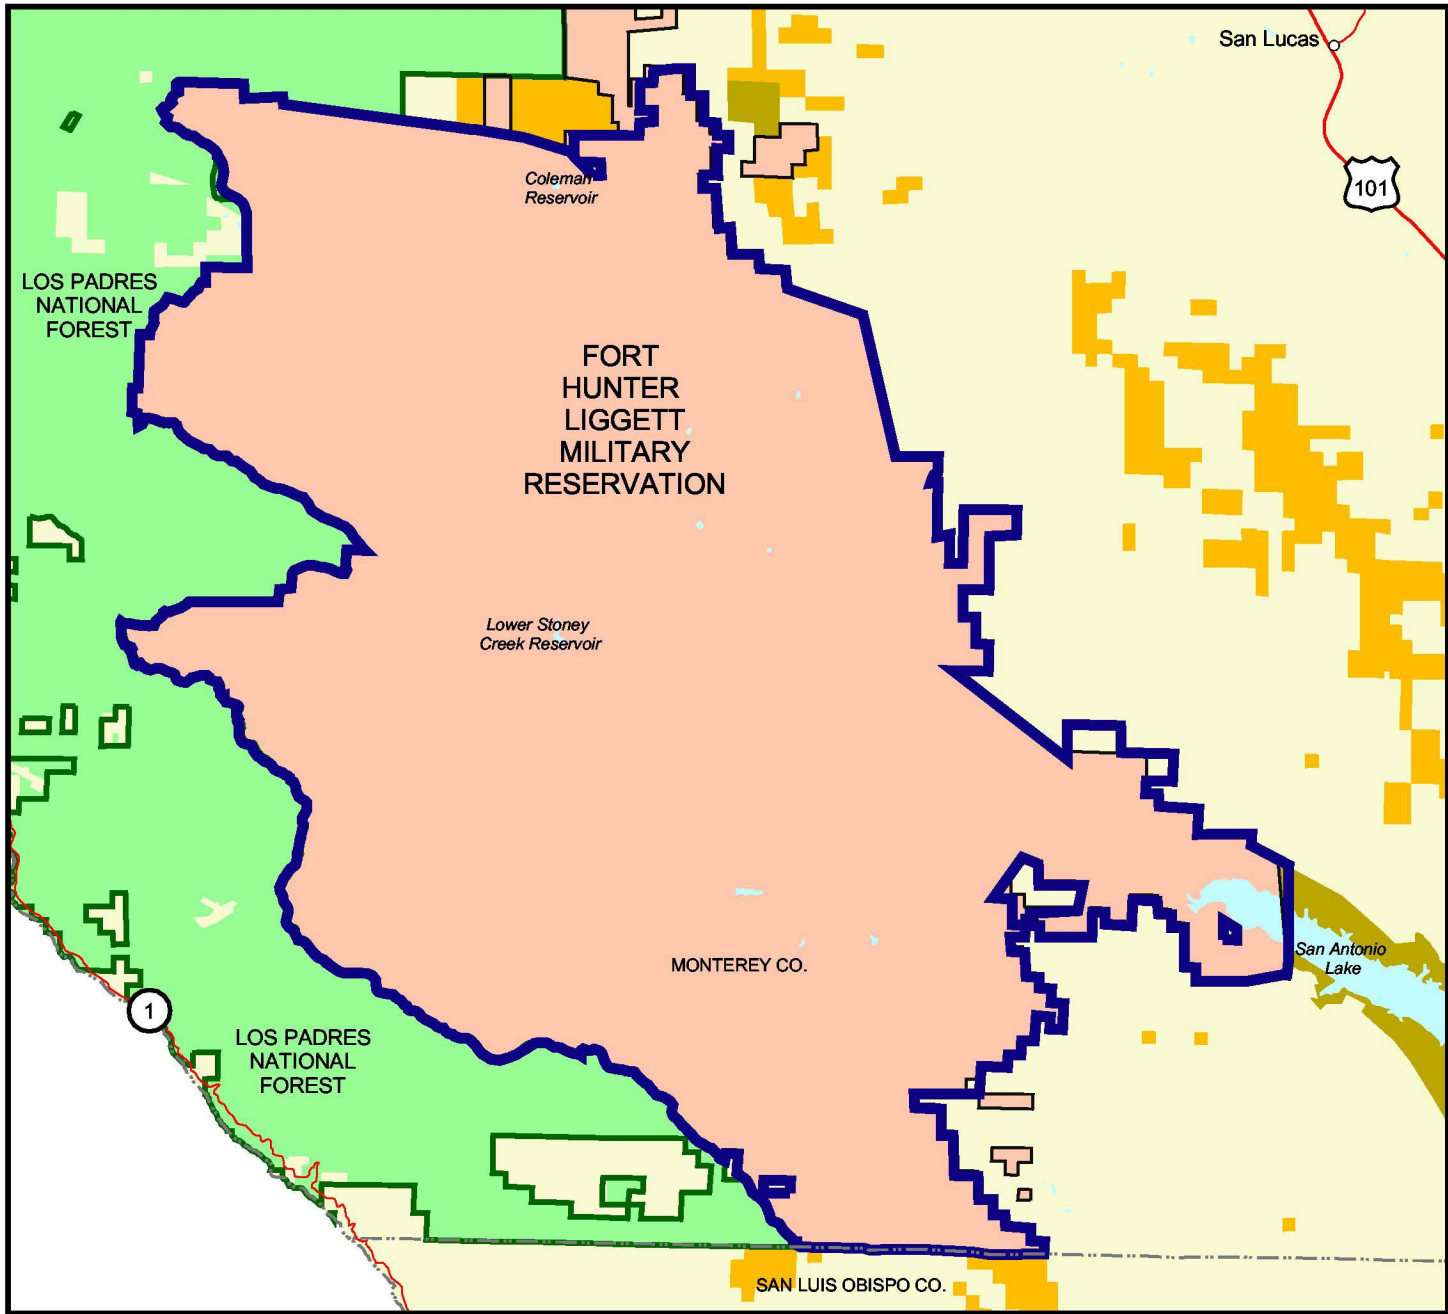 San Lucas
101
Coleman
Reservoir
LOS PADRES
NATIONAL
FOREST
FORT
HUNTER
LIGGETT
MILITARY
RESERVATION
Lower Stoney
Creek Reservoir
San Antonio
Lake
MONTEREY CO.
1
LOS PADRES
NATIONAL
FOREST
SAN LUIS OBISPO CO.